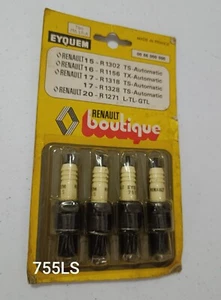 EYQUEM
RENAULT 15 - R1302 TS-Automatic
RENAULT 16 - R1156 TX-Automatic
RENAULT 17 - R1316 TS-Automatic
17 - R1328 TS-Automatic
RENAULT 20 - R1271 L-TL-GTL
RENAULT
boutique
755LS